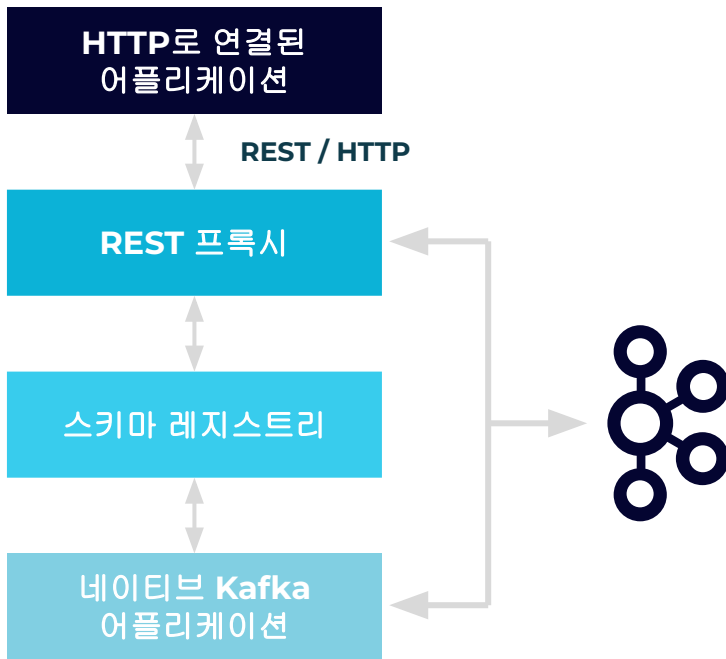 HTTP로 연결된
어플리케이션
REST / HTTP
REST 프록시
스키마 레지스트리
네이티브 Kafka
어플리케이션